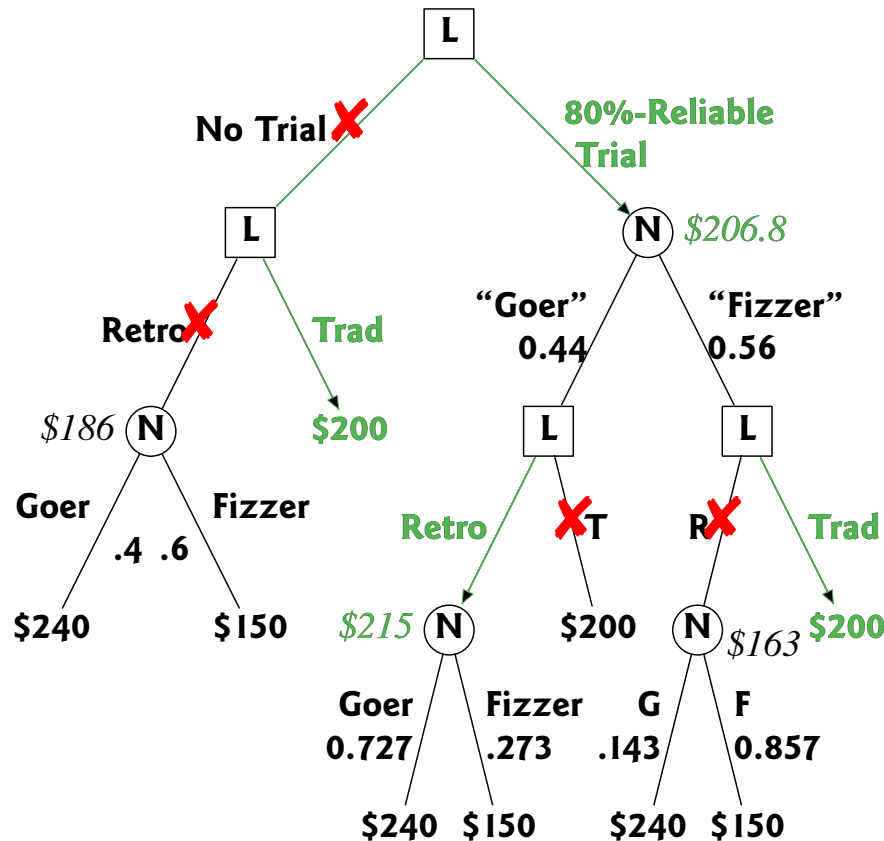 L
No Trial
80%-Reliable
Trial
L
N $206.8
Retro
Trad
“Goer”
0.44
“Fizzer”
0.56
$186 N
$200
L
L
Goer
Fizzer
.4 .6
Retro
T
R
Trad
$240
$150
$215 N
$200
N $163
$200
Goer
0.727
Fizzer
.273
G
.143
F
0.857
$240
$150
$240
$150